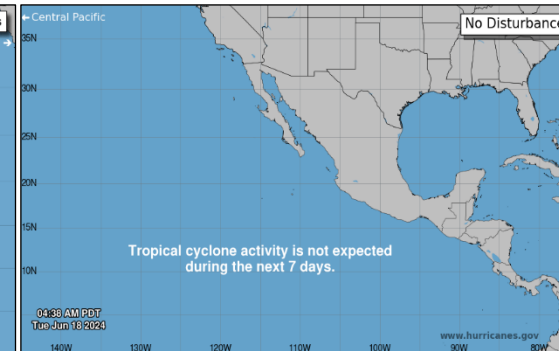 s
Central Pacific
No Disturbance
35N
30N
25N
20N
15N
10N
Tropical cyclone activity is not expected
during the next 7 days.
04:38 AM PDT
Tue Jun 18 2024
www.hurricanes.gov
140W 130W 120W 110W 100W 90W 80W